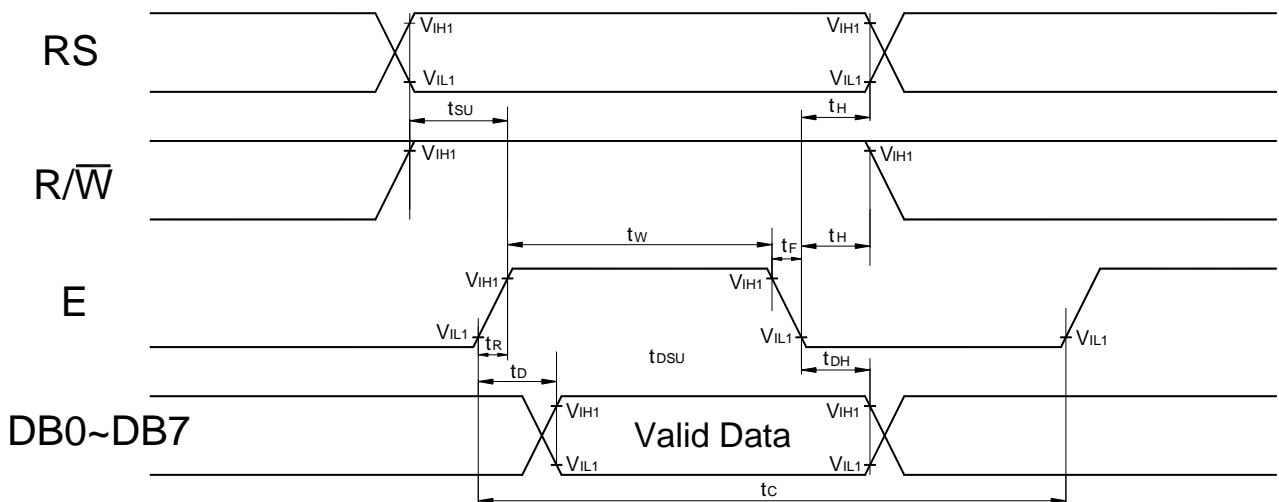 RS
VIH1
VIH1
VIL1
VIL1
tSU
tH
R/W̅
VIH1
VIH1
tW
tF
tH
E
VIH1
VIH1
VIL1
VIL1
VIL1
tR
tDSU
tD
tDH
DB0~DB7
VIH1
VIH1
Valid Data
VIL1
VIL1
tC